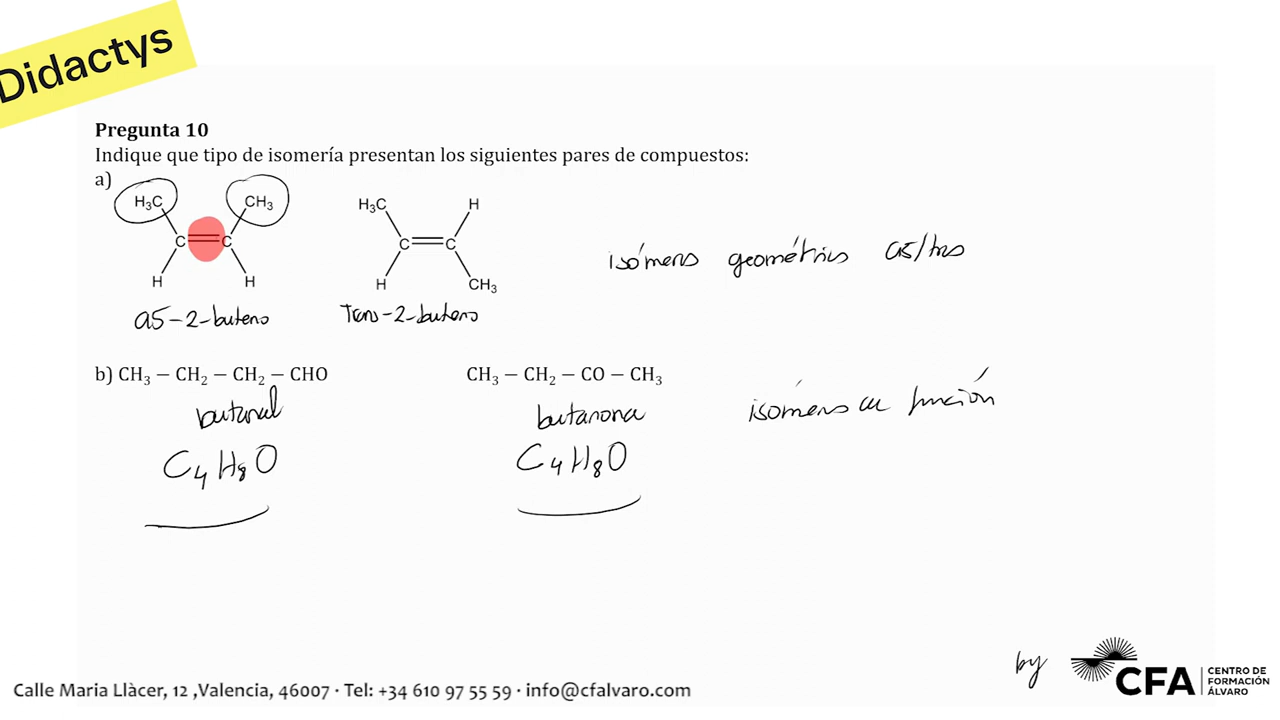 Didactys
Pregunta 10
Indique que tipo de isomería presentan los siguientes pares de compuestos:
a)
H₃C CH₃
C C
H H
H₃C H
C C
H CH₃
isómeros geométricos cis/trans
cis-2-buteno
Trans-2-buteno
b) CH₃ – CH₂ – CH₂ – CHO
CH₃ – CH₂ – CO – CH₃
butanal
butanona
isómeros de función
C₄H₈O
C₄H₈O
by
CFA
CENTRO DE
FORMACIÓN
ÁLVARO
Calle Maria Llàcer, 12 ,Valencia, 46007 · Tel: +34 610 97 55 59 · info@cfalvaro.com